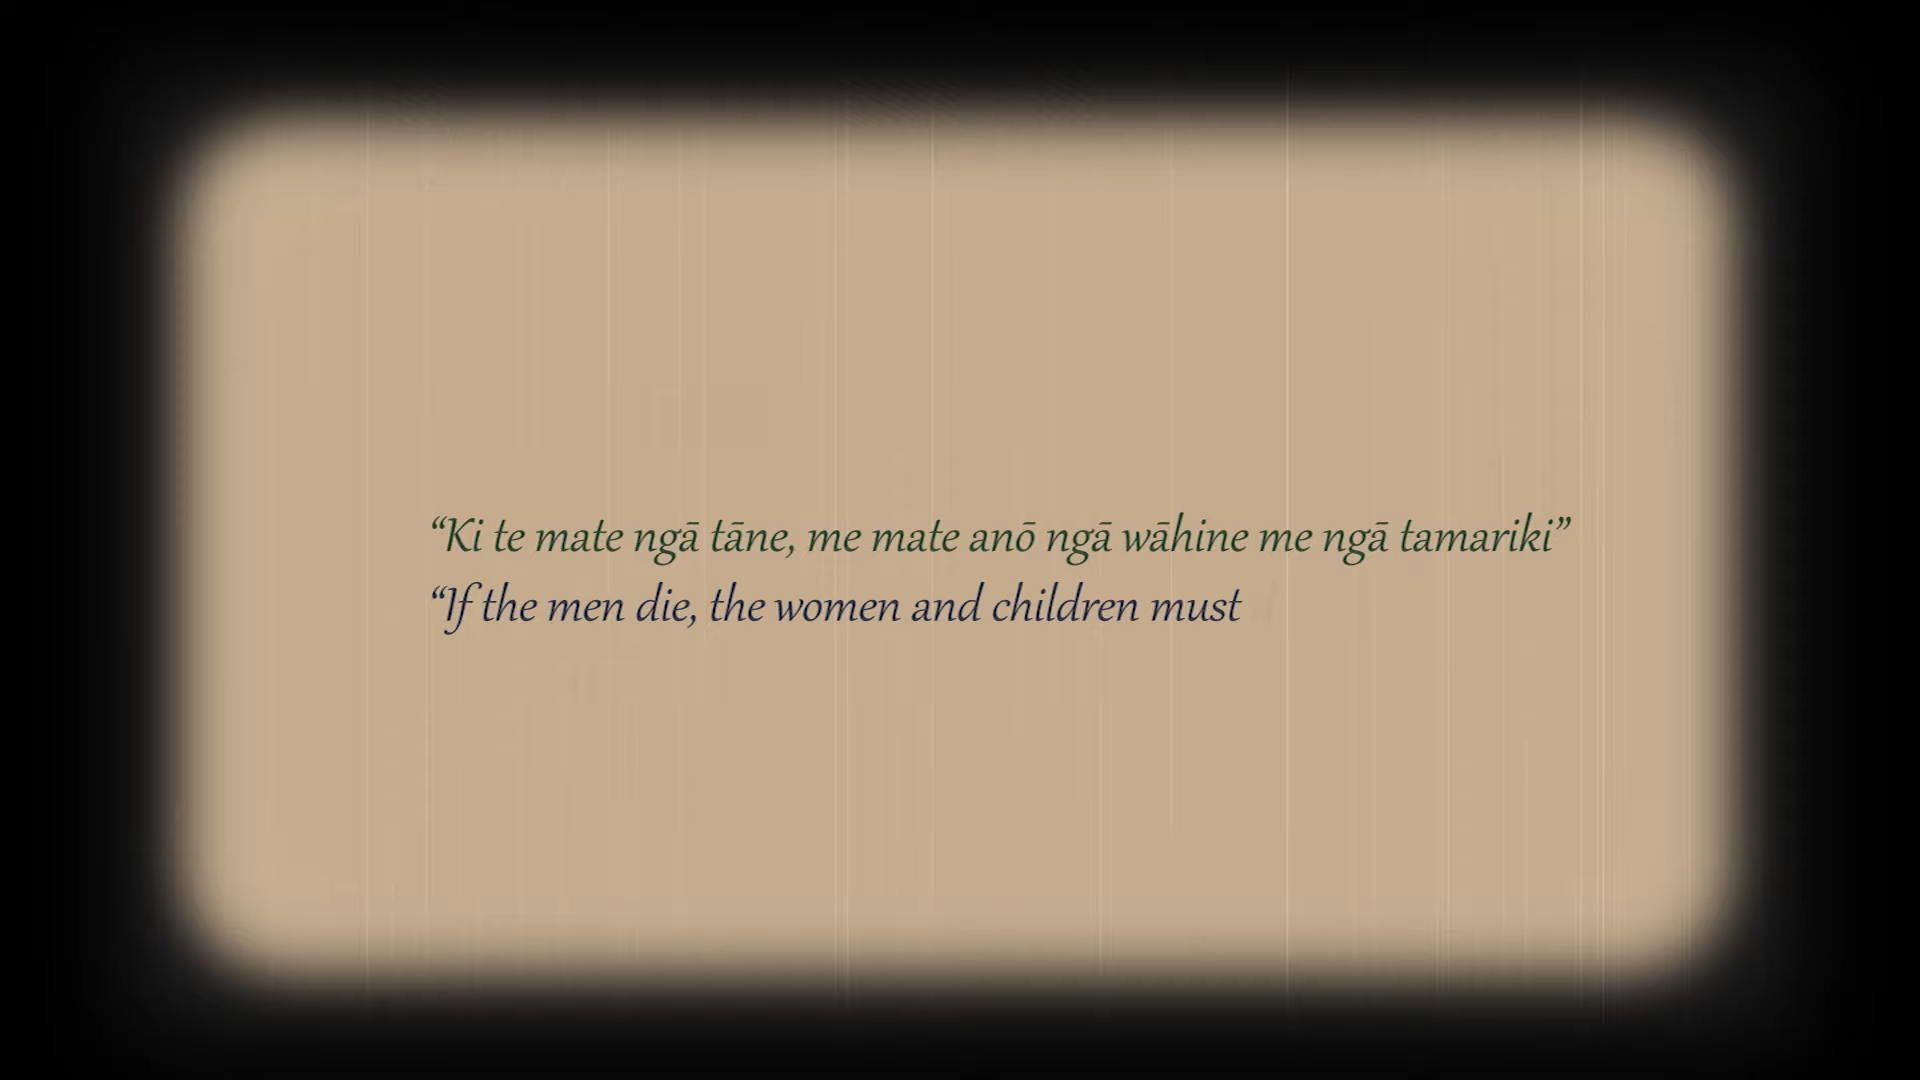 “Ki te mate ngā tāne, me mate anō ngā wāhine me ngā tamariki”
“If the men die, the women and children must